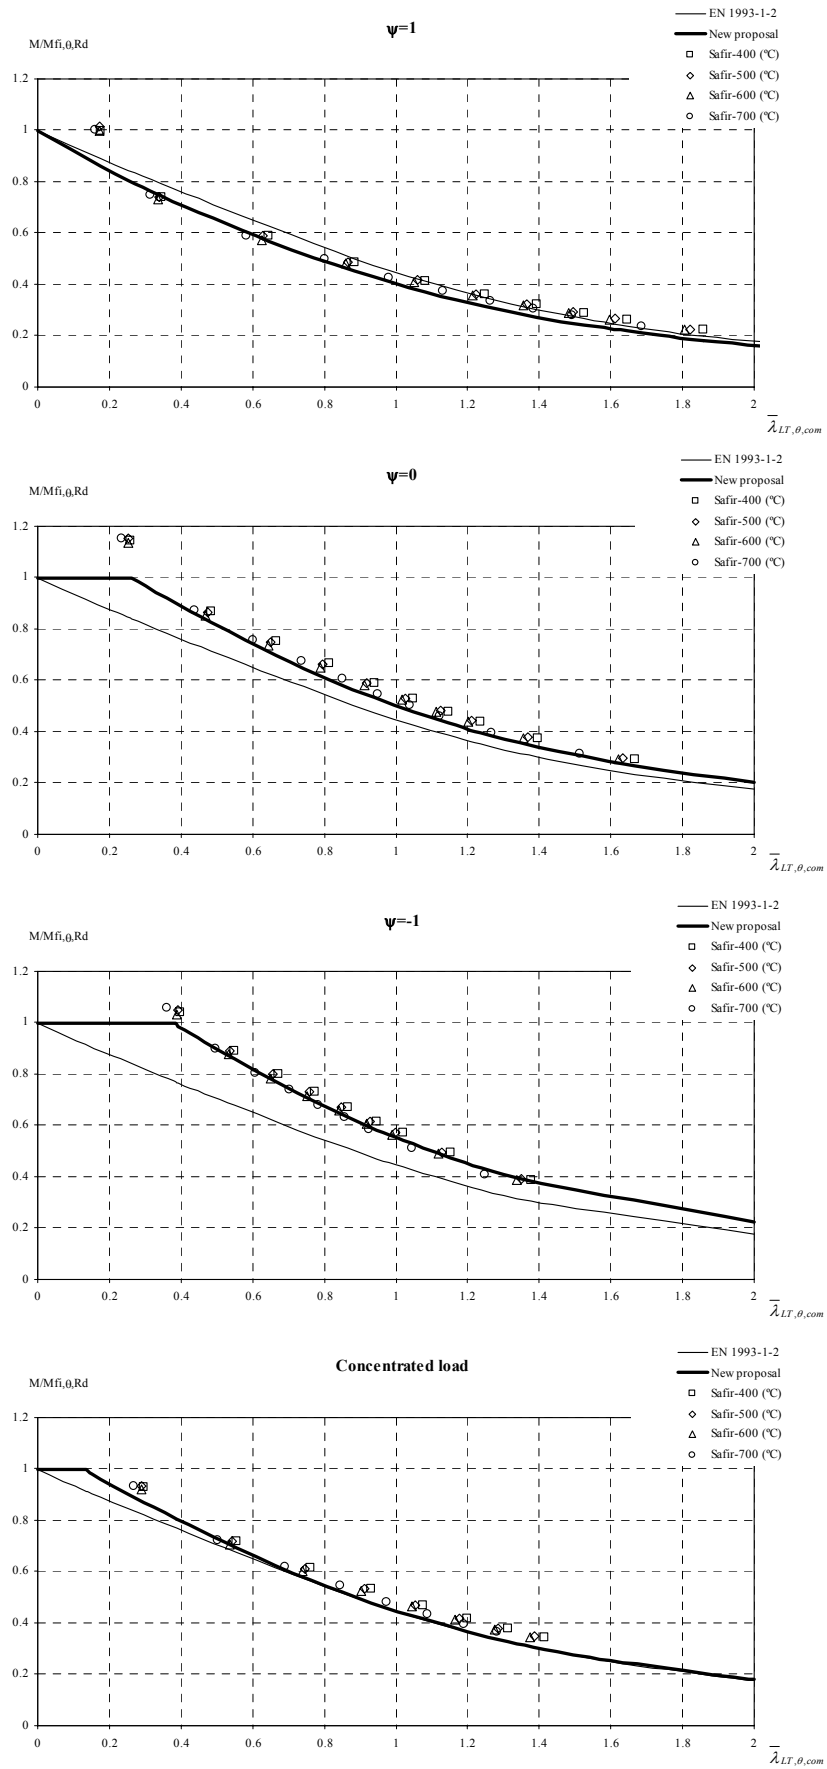 ψ=1
EN 1993-1-2
New proposal
Safir-400 (ºC)
Safir-500 (ºC)
Safir-600 (ºC)
Safir-700 (ºC)
M/Mfi,θ,Rd
1.2
1
0.8
0.6
0.4
0.2
0
0 0.2 0.4 0.6 0.8 1 1.2 1.4 1.6 1.8 2
λ̅ LT,θ,com
ψ=0
EN 1993-1-2
New proposal
Safir-400 (ºC)
Safir-500 (ºC)
Safir-600 (ºC)
Safir-700 (ºC)
M/Mfi,θ,Rd
1.2
1
0.8
0.6
0.4
0.2
0
0 0.2 0.4 0.6 0.8 1 1.2 1.4 1.6 1.8 2
λ̅ LT,θ,com
ψ=-1
EN 1993-1-2
New proposal
Safir-400 (ºC)
Safir-500 (ºC)
Safir-600 (ºC)
Safir-700 (ºC)
M/Mfi,θ,Rd
1.2
1
0.8
0.6
0.4
0.2
0
0 0.2 0.4 0.6 0.8 1 1.2 1.4 1.6 1.8 2
λ̅ LT,θ,com
Concentrated load
EN 1993-1-2
New proposal
Safir-400 (ºC)
Safir-500 (ºC)
Safir-600 (ºC)
Safir-700 (ºC)
M/Mfi,θ,Rd
1.2
1
0.8
0.6
0.4
0.2
0
0 0.2 0.4 0.6 0.8 1 1.2 1.4 1.6 1.8 2
λ̅ LT,θ,com